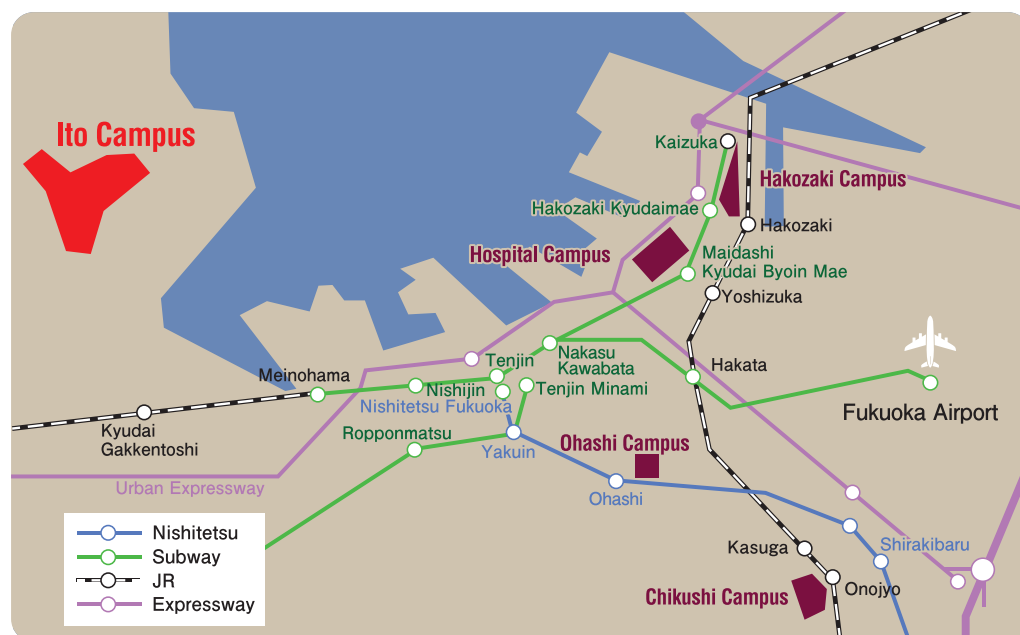 Ito Campus
Kaizuka
Hakozaki Campus
Hakozaki Kyudaimae
Hakozaki
Hospital Campus
Maidashi
Kyudai Byoin Mae
Yoshizuka
Tenjin
Nakasu
Kawabata
Hakata
Meinohama
Nishijin
Tenjin Minami
Nishitetsu Fukuoka
Fukuoka Airport
Kyudai
Gakkentoshi
Ropponmatsu
Yakuin
Ohashi Campus
Urban Expressway
Ohashi
Nishitetsu
Subway
JR
Expressway
Shirakibaru
Kasuga
Onojyo
Chikushi Campus